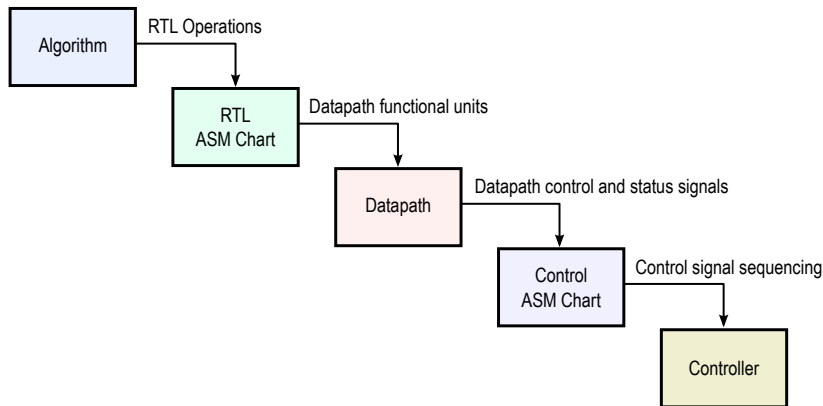 Algorithm
RTL Operations
RTL
ASM Chart
Datapath functional units
Datapath
Datapath control and status signals
Control
ASM Chart
Control signal sequencing
Controller